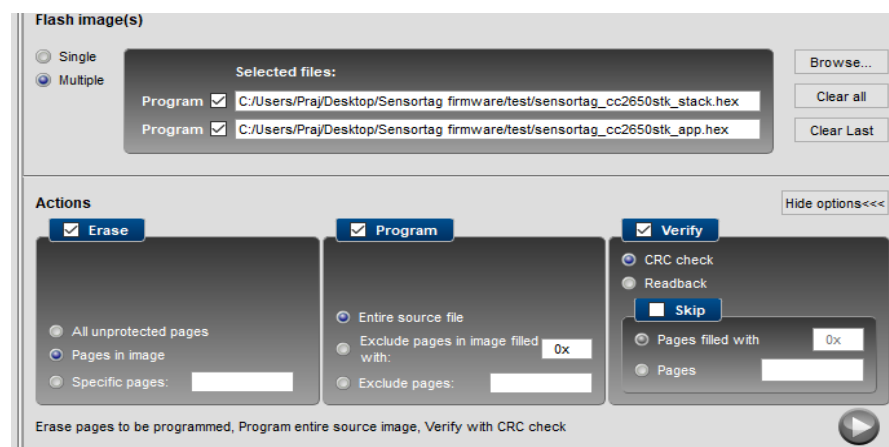 Flash image(s)
Single
Multiple
Selected files:
Program C:/Users/Praj/Desktop/Sensortag firmware/test/sensortag_cc2650stk_stack.hex
Program C:/Users/Praj/Desktop/Sensortag firmware/test/sensortag_cc2650stk_app.hex
Browse...
Clear all
Clear Last
Actions
Hide options<<<
Erase
All unprotected pages
Pages in image
Specific pages:
Program
Entire source file
Exclude pages in image filled
with:
0x
Exclude pages:
Verify
CRC check
Readback
Skip
Pages filled with 0x
Pages
Erase pages to be programmed, Program entire source image, Verify with CRC check